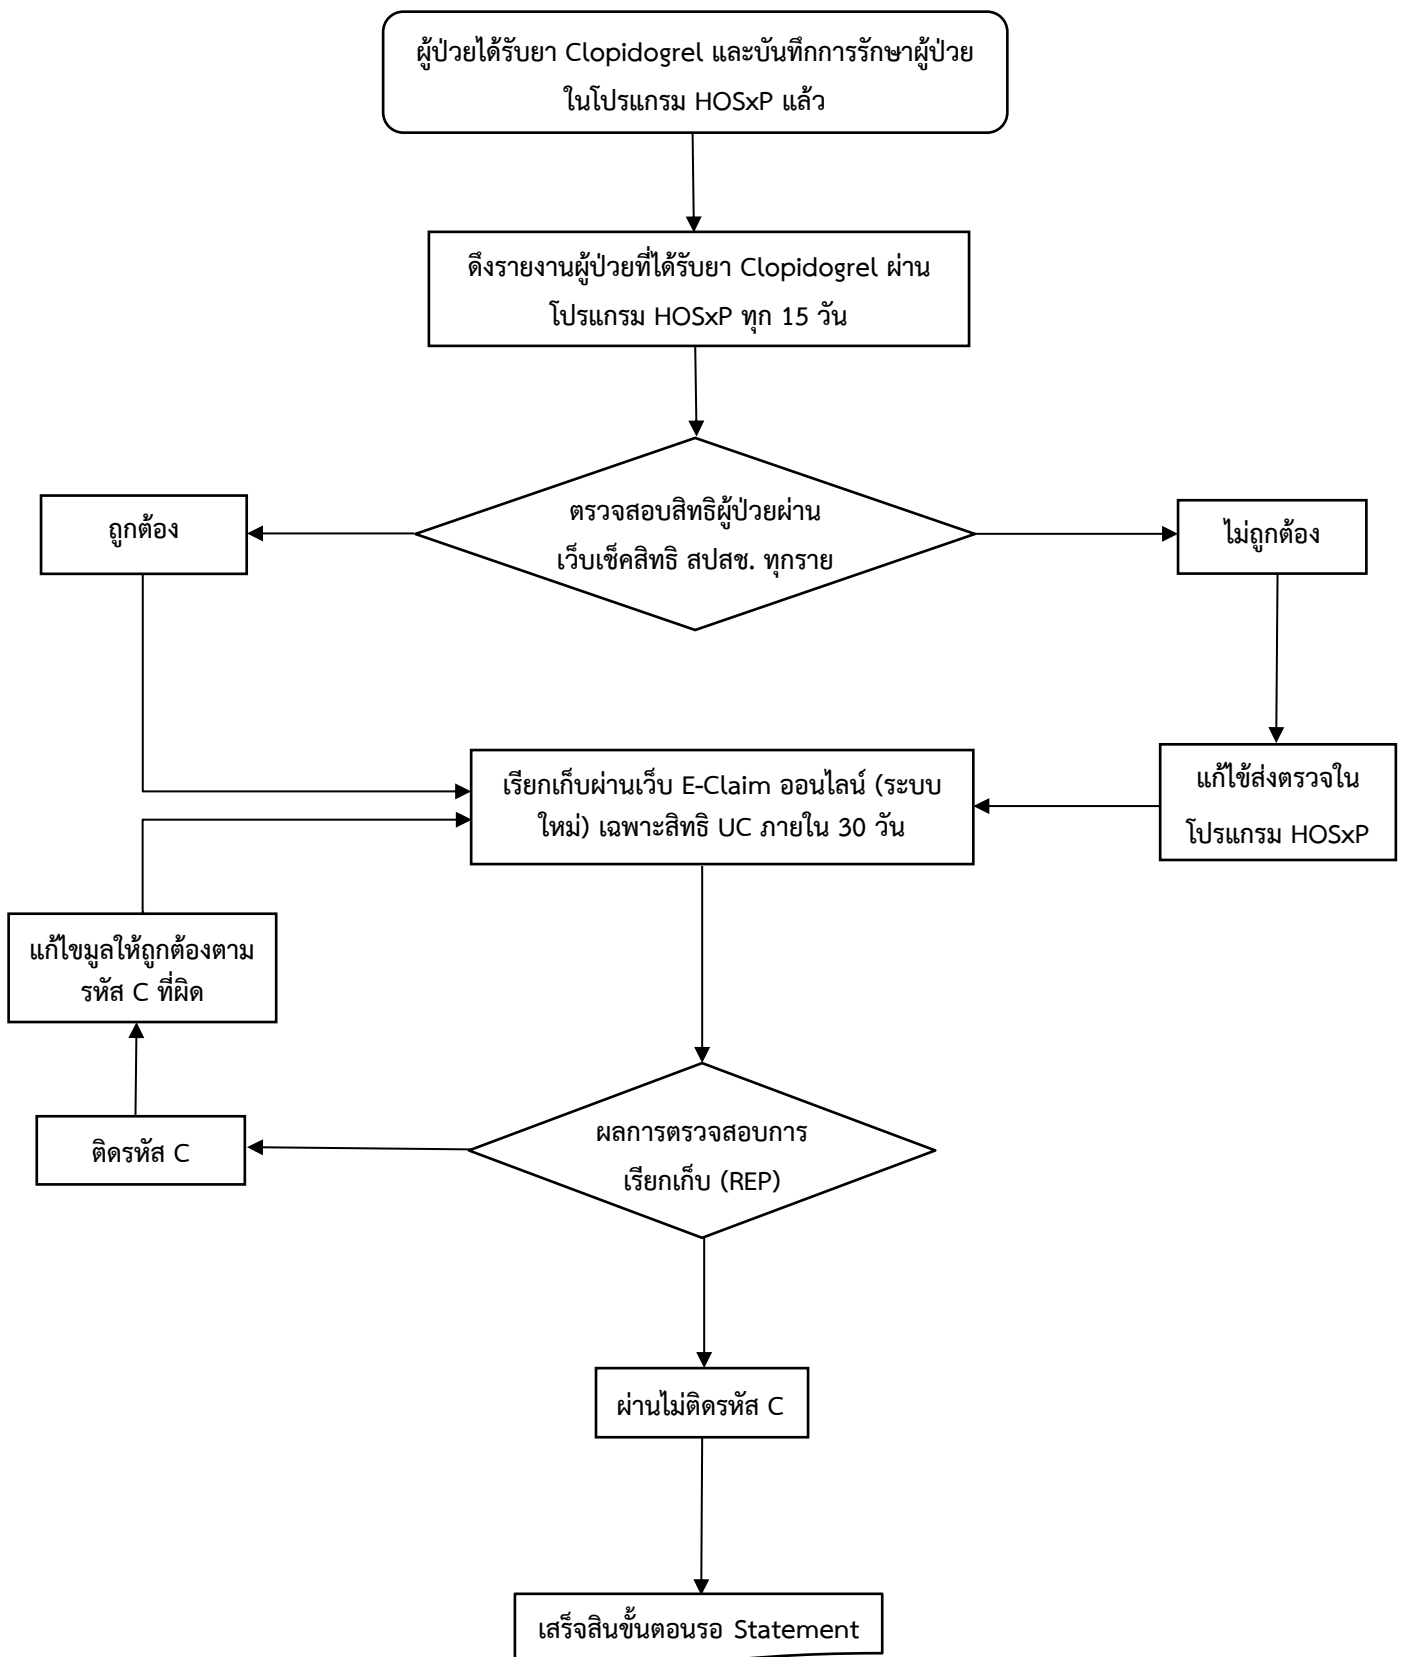 ผู้ป่วยได้รับยา Clopidogrel และบันทึกการรักษาผู้ป่วย
ในโปรแกรม HOSxP แล้ว
ดึงรายงานผู้ป่วยที่ได้รับยา Clopidogrel ผ่าน
โปรแกรม HOSxP ทุก 15 วัน
ตรวจสอบสิทธิผู้ป่วยผ่าน
เว็บเช็คสิทธิ สปสช. ทุกราย
ถูกต้อง
ไม่ถูกต้อง
เรียกเก็บผ่านเว็บ E-Claim ออนไลน์ (ระบบ
ใหม่) เฉพาะสิทธิ UC ภายใน 30 วัน
แก้ไข้ส่งตรวจใน
โปรแกรม HOSxP
แก้ไขมูลให้ถูกต้องตาม
รหัส C ที่ผิด
ผลการตรวจสอบการ
เรียกเก็บ (REP)
ติดรหัส C
ผ่านไม่ติดรหัส C
เสร็จสินขั้นตอนรอ Statement